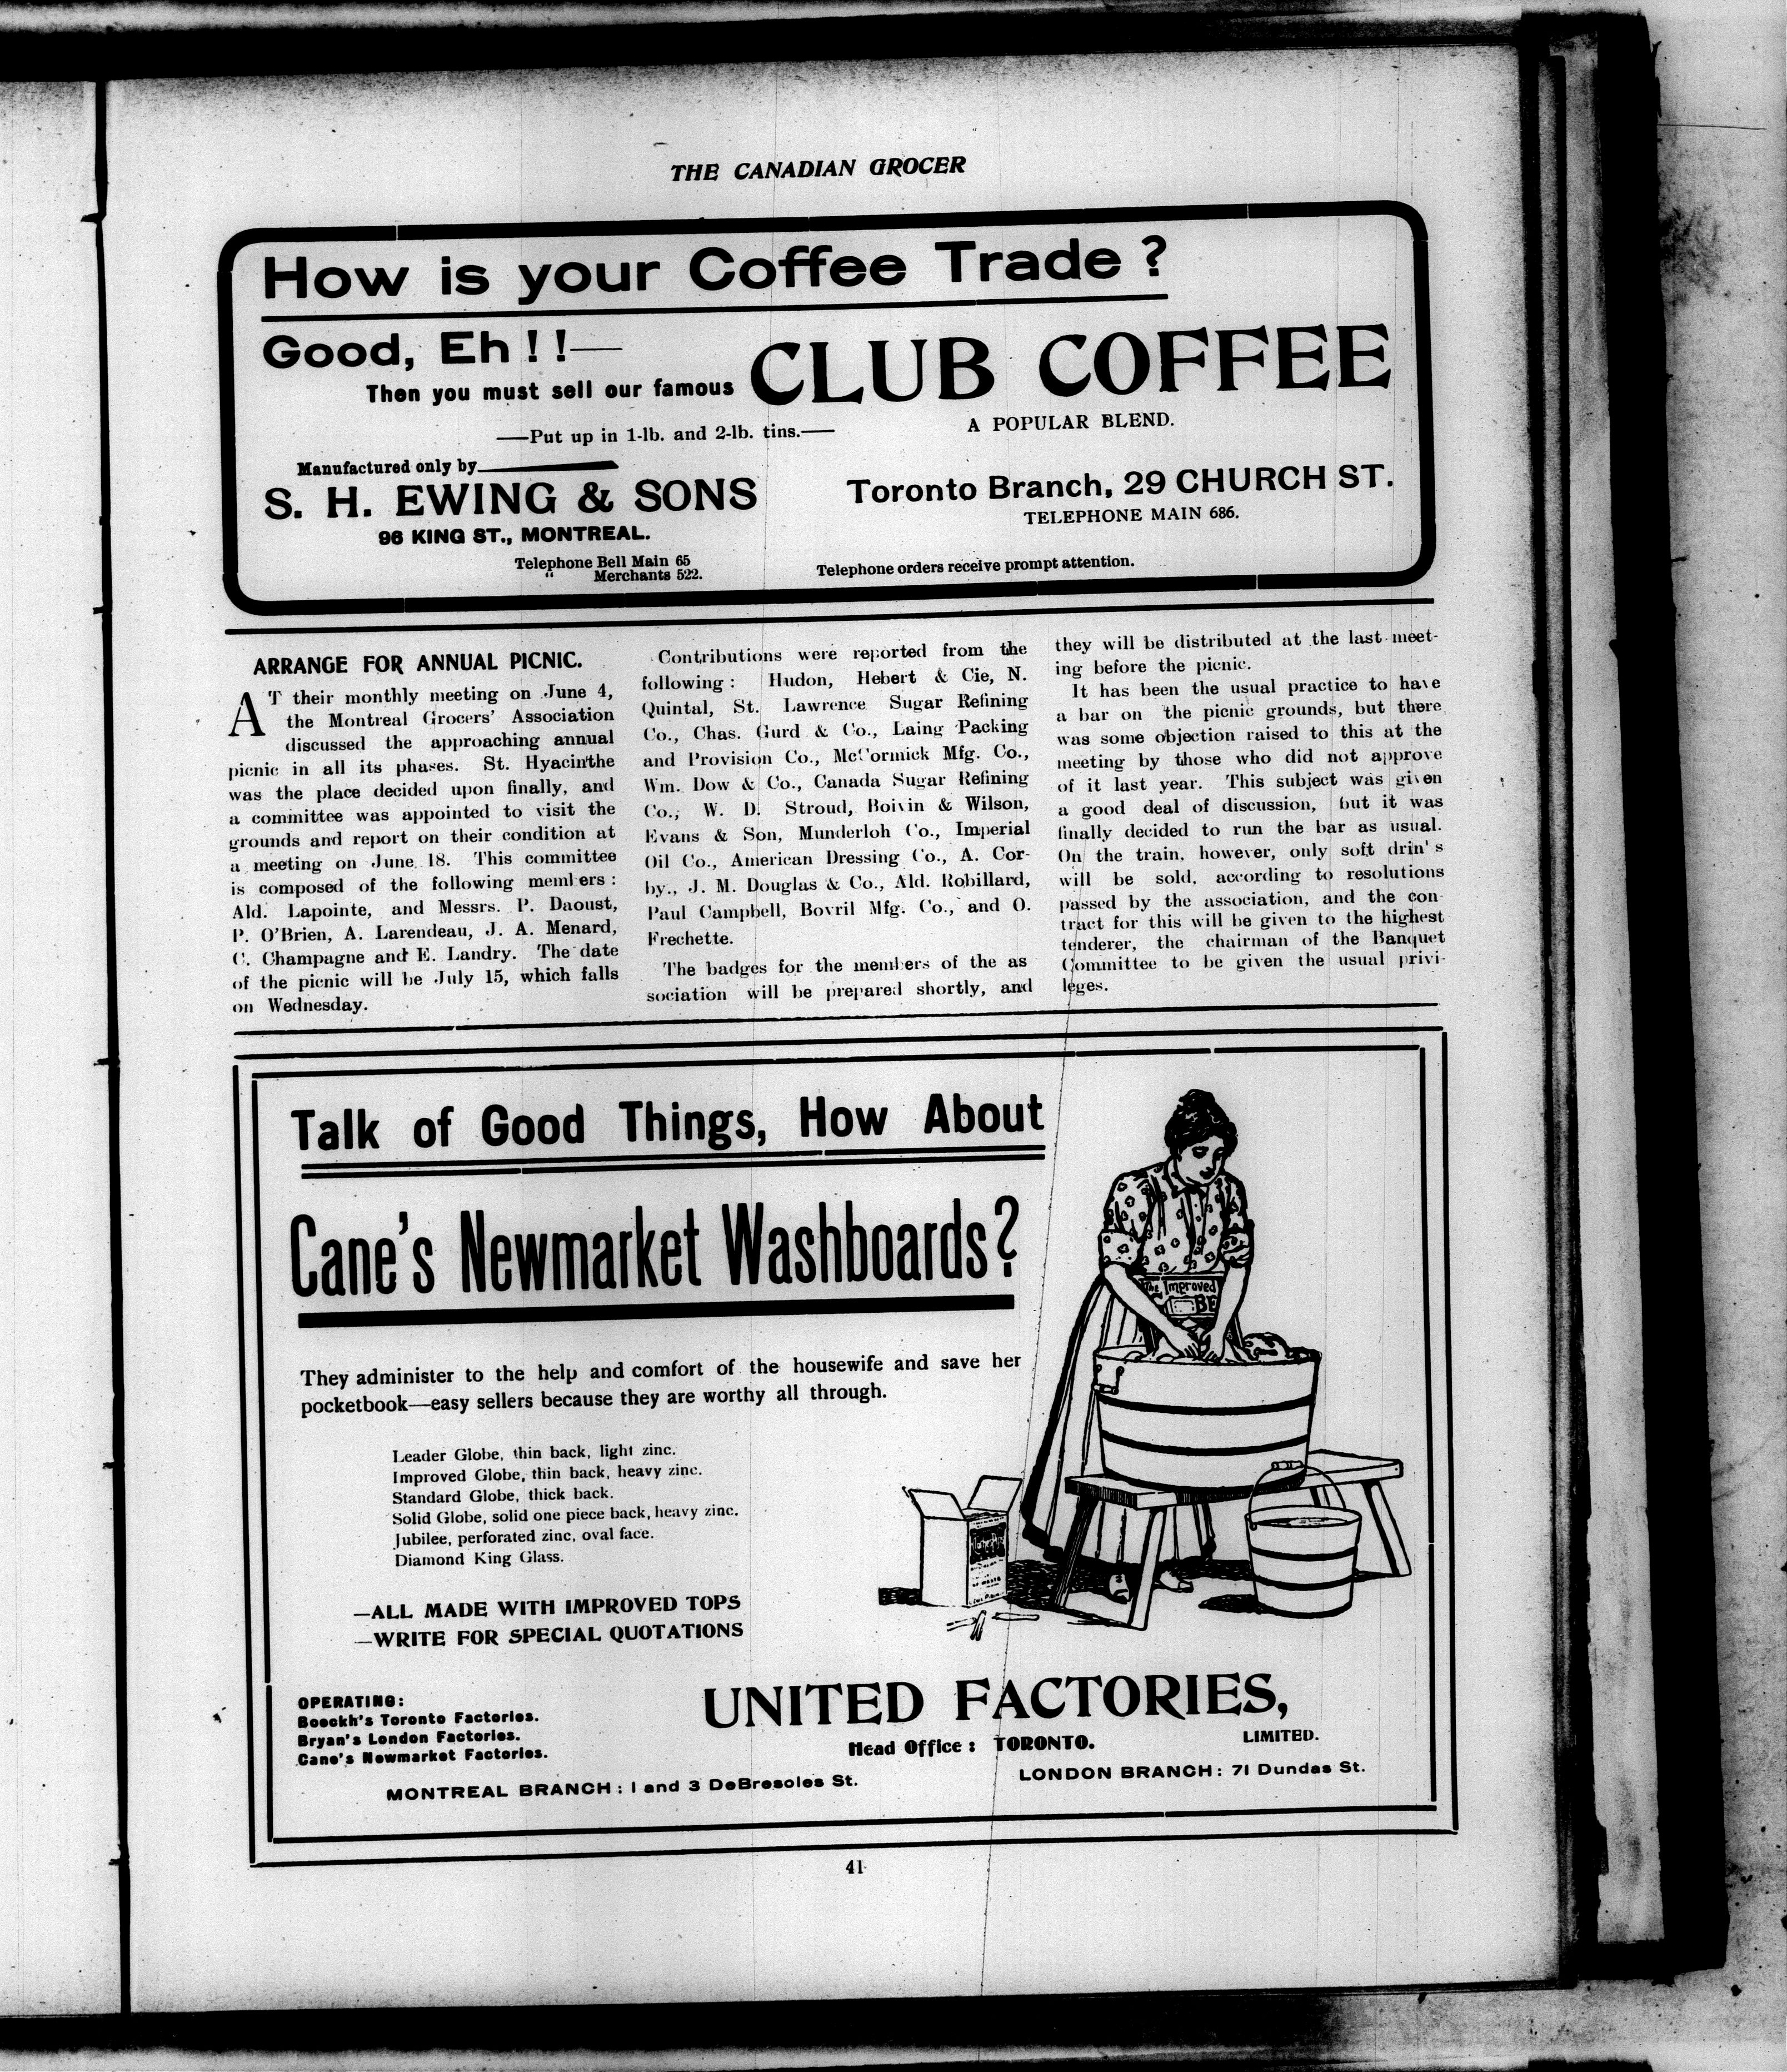 THE CANADIAN GROCER
How is your Coffee Trade ?
Good, Eh ! !—
Then you must sell our famous CLUB COFFEE
—Put up in 1-lb. and 2-lb. tins.—
A POPULAR BLEND.
Manufactured only by
S. H. EWING & SONS
96 KING ST., MONTREAL.
Telephone Bell Main 65
" Merchants 522.
Toronto Branch, 29 CHURCH ST.
TELEPHONE MAIN 686.
Telephone orders receive prompt attention.
ARRANGE FOR ANNUAL PICNIC.
AT their monthly meeting on June 4,
the Montreal Grocers' Association
discussed the approaching annual
picnic in all its phases. St. Hyacinthe
was the place decided upon finally, and
a committee was appointed to visit the
grounds and report on their condition at
a meeting on June 18. This committee
is composed of the following members :
Ald. Lapointe, and Messrs. P. Daoust,
P. O'Brien, A. Larendeau, J. A. Menard,
C. Champagne and E. Landry. The date
of the picnic will be July 15, which falls
on Wednesday.
Contributions were reported from the
following : Hudon, Hebert & Cie, N.
Quintal, St. Lawrence Sugar Refining
Co., Chas. Gurd & Co., Laing Packing
and Provision Co., McCormick Mfg. Co.,
Wm. Dow & Co., Canada Sugar Refining
Co., W. D. Stroud, Boivin & Wilson,
Evans & Son, Munderloh Co., Imperial
Oil Co., American Dressing Co., A. Cor-
by., J. M. Douglas & Co., Ald. Robillard,
Paul Campbell, Bovril Mfg. Co., and O.
Frechette.
The badges for the members of the as
sociation will be prepared shortly, and
they will be distributed at the last meet-
ing before the picnic.
It has been the usual practice to have
a bar on the picnic grounds, but there
was some objection raised to this at the
meeting by those who did not approve
of it last year. This subject was given
a good deal of discussion, but it was
finally decided to run the bar as usual.
On the train, however, only soft drin's
will be sold, according to resolutions
passed by the association, and the con-
tract for this will be given to the highest
tenderer, the chairman of the Banquet
Committee to be given the usual privi-
leges.
Talk of Good Things, How About
Cane's Newmarket Washboards?
The Improved
BE
They administer to the help and comfort of the housewife and save her
pocketbook—easy sellers because they are worthy all through.
Leader Globe, thin back, light zinc.
Improved Globe, thin back, heavy zinc.
Standard Globe, thick back.
Solid Globe, solid one piece back, heavy zinc.
Jubilee, perforated zinc, oval face.
Diamond King Glass.
—ALL MADE WITH IMPROVED TOPS
—WRITE FOR SPECIAL QUOTATIONS
OPERATING:
Boeckh's Toronto Factories.
Bryan's London Factories.
Cane's Newmarket Factories.
UNITED FACTORIES,
LIMITED.
Head Office : TORONTO.
MONTREAL BRANCH : 1 and 3 DeBresoles St.
LONDON BRANCH : 71 Dundas St.
41